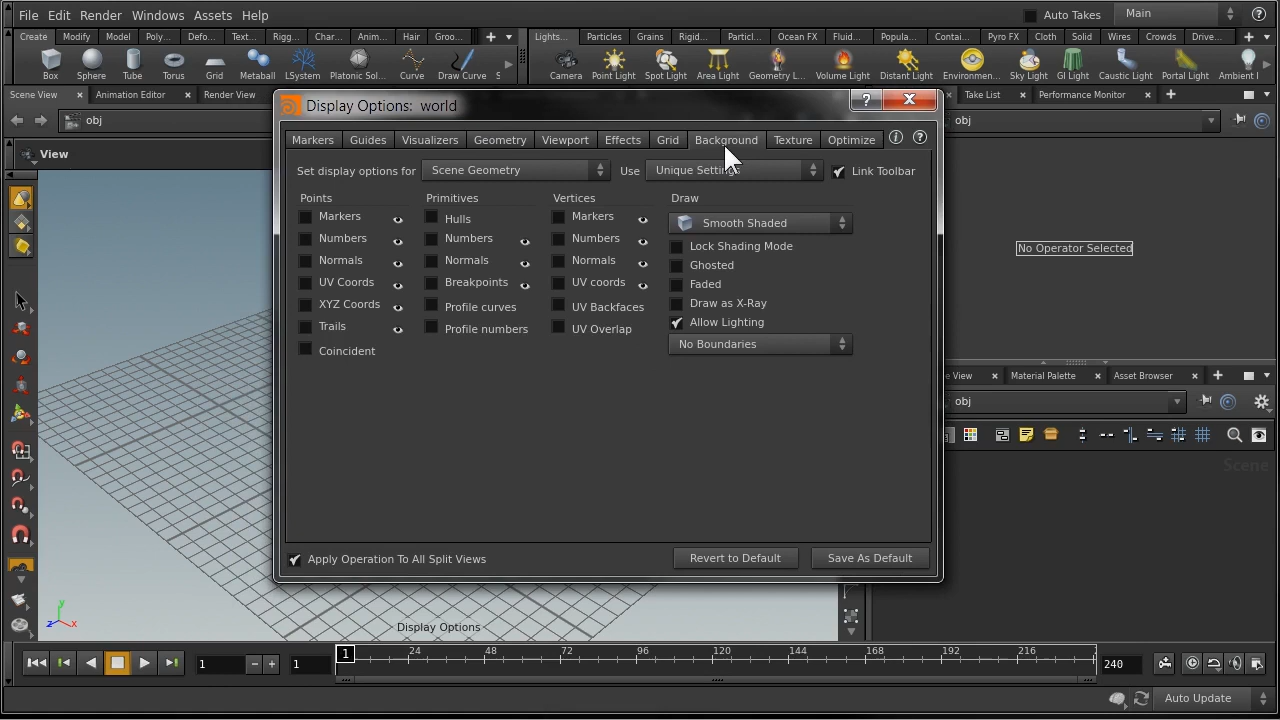 File Edit Render Windows Assets Help Auto Takes Main
Create Modify Model Poly... Defo... Text... Rigg... Char... Anim... Hair Groo... Lights... Particles Grains Rigid... Particl... Ocean FX Fluid... Popula... Contai... Pyro FX Cloth Solid Wires Crowds Drive...
Box Sphere Tube Torus Grid Metaball LSystem Platonic Sol... Curve Draw Curve S Camera Point Light Spot Light Area Light Geometry L... Volume Light Distant Light Environmen... Sky Light GI Light Caustic Light Portal Light Ambient l
Scene View Animation Editor Render View Take List Performance Monitor
obj obj
Display Options: world
View
Markers Guides Visualizers Geometry Viewport Effects Grid Background Texture Optimize
Set display options for Scene Geometry Use Unique Settings Link Toolbar
Points Primitives Vertices Draw
Markers Hulls Markers Smooth Shaded
Numbers Numbers Numbers Lock Shading Mode
Normals Normals Normals Ghosted
UV Coords Breakpoints UV coords Faded
XYZ Coords Profile curves UV Backfaces Draw as X-Ray
Trails Profile numbers UV Overlap Allow Lighting
Coincident No Boundaries
No Operator Selected
e View Material Palette Asset Browser
obj
Scene
Apply Operation To All Split Views Revert to Default Save As Default
Display Options
z y x
1 1 1 24 48 72 96 120 144 168 192 216 2 240
Auto Update